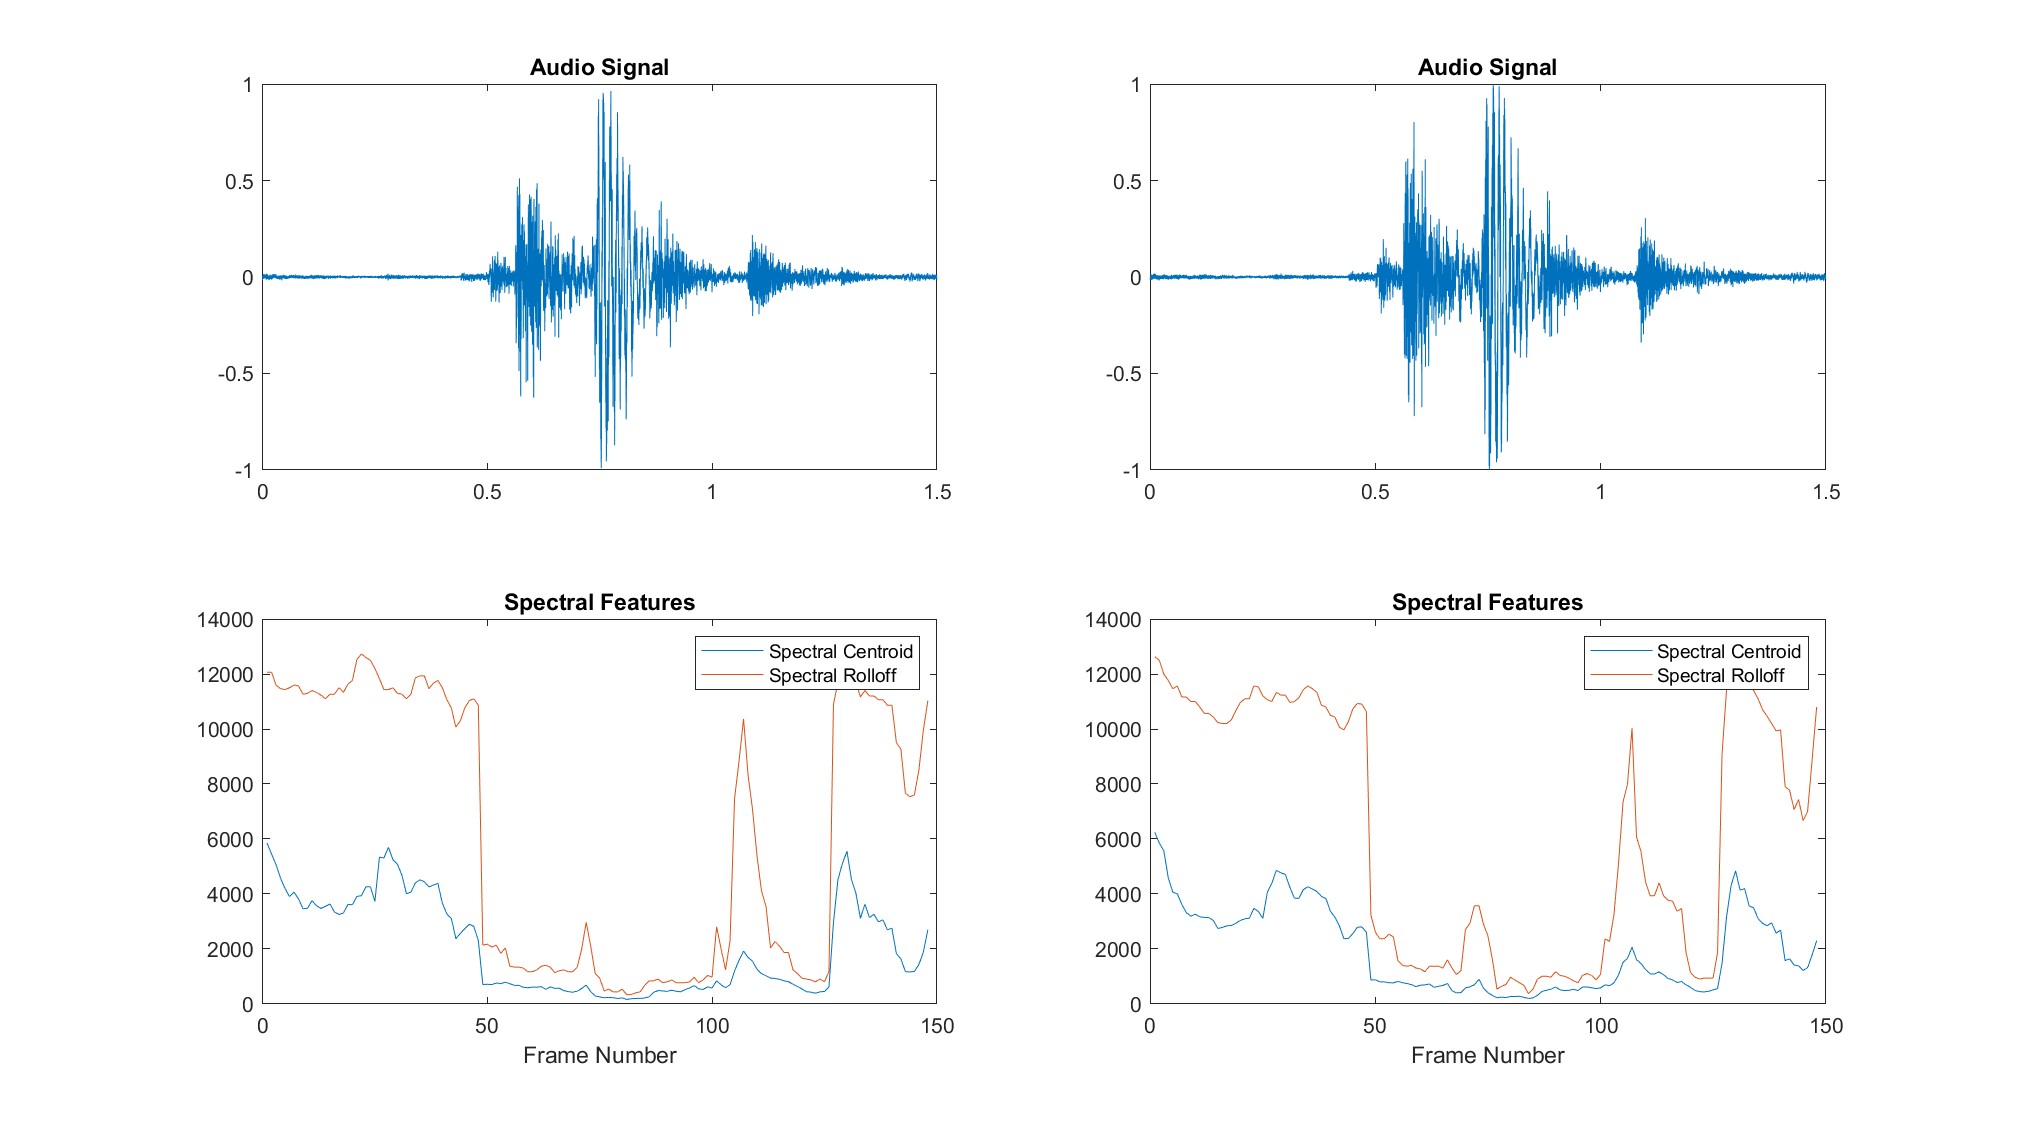 Audio Signal
1
0.5
0
-0.5
-1
0 0.5 1 1.5
Audio Signal
1
0.5
0
-0.5
-1
0 0.5 1 1.5
Spectral Features
14000
12000
10000
8000
6000
4000
2000
0
Spectral Centroid
Spectral Rolloff
0 50 100 150
Frame Number
Spectral Features
14000
12000
10000
8000
6000
4000
2000
0
Spectral Centroid
Spectral Rolloff
0 50 100 150
Frame Number